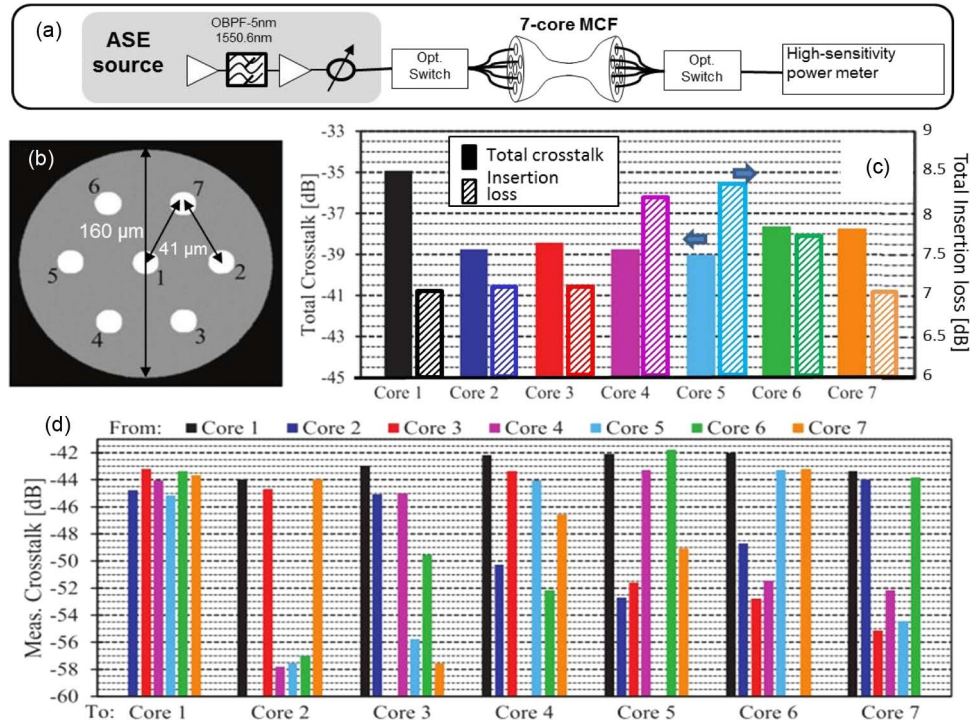 (a)
ASE
source
OBPF-5nm
1550.6nm
Opt.
Switch
7-core MCF
Opt.
Switch
High-sensitivity
power meter
(b)
6
7
160 µm
41 µm
5
1
2
4
3
(c)
Total crosstalk
Insertion
loss
Total Crosstalk [dB]
-33
-35
-37
-39
-41
-43
-45
9
8.5
8
7.5
7
6.5
6
Total Insertion loss
[dB]
Core 1 Core 2 Core 3 Core 4 Core 5 Core 6 Core 7
(d)
From: Core 1 Core 2 Core 3 Core 4 Core 5 Core 6 Core 7
Meas. Crosstalk [dB]
-42
-44
-48
-50
-52
-54
-56
-58
-60
To: Core 1 Core 2 Core 3 Core 4 Core 5 Core 6 Core 7